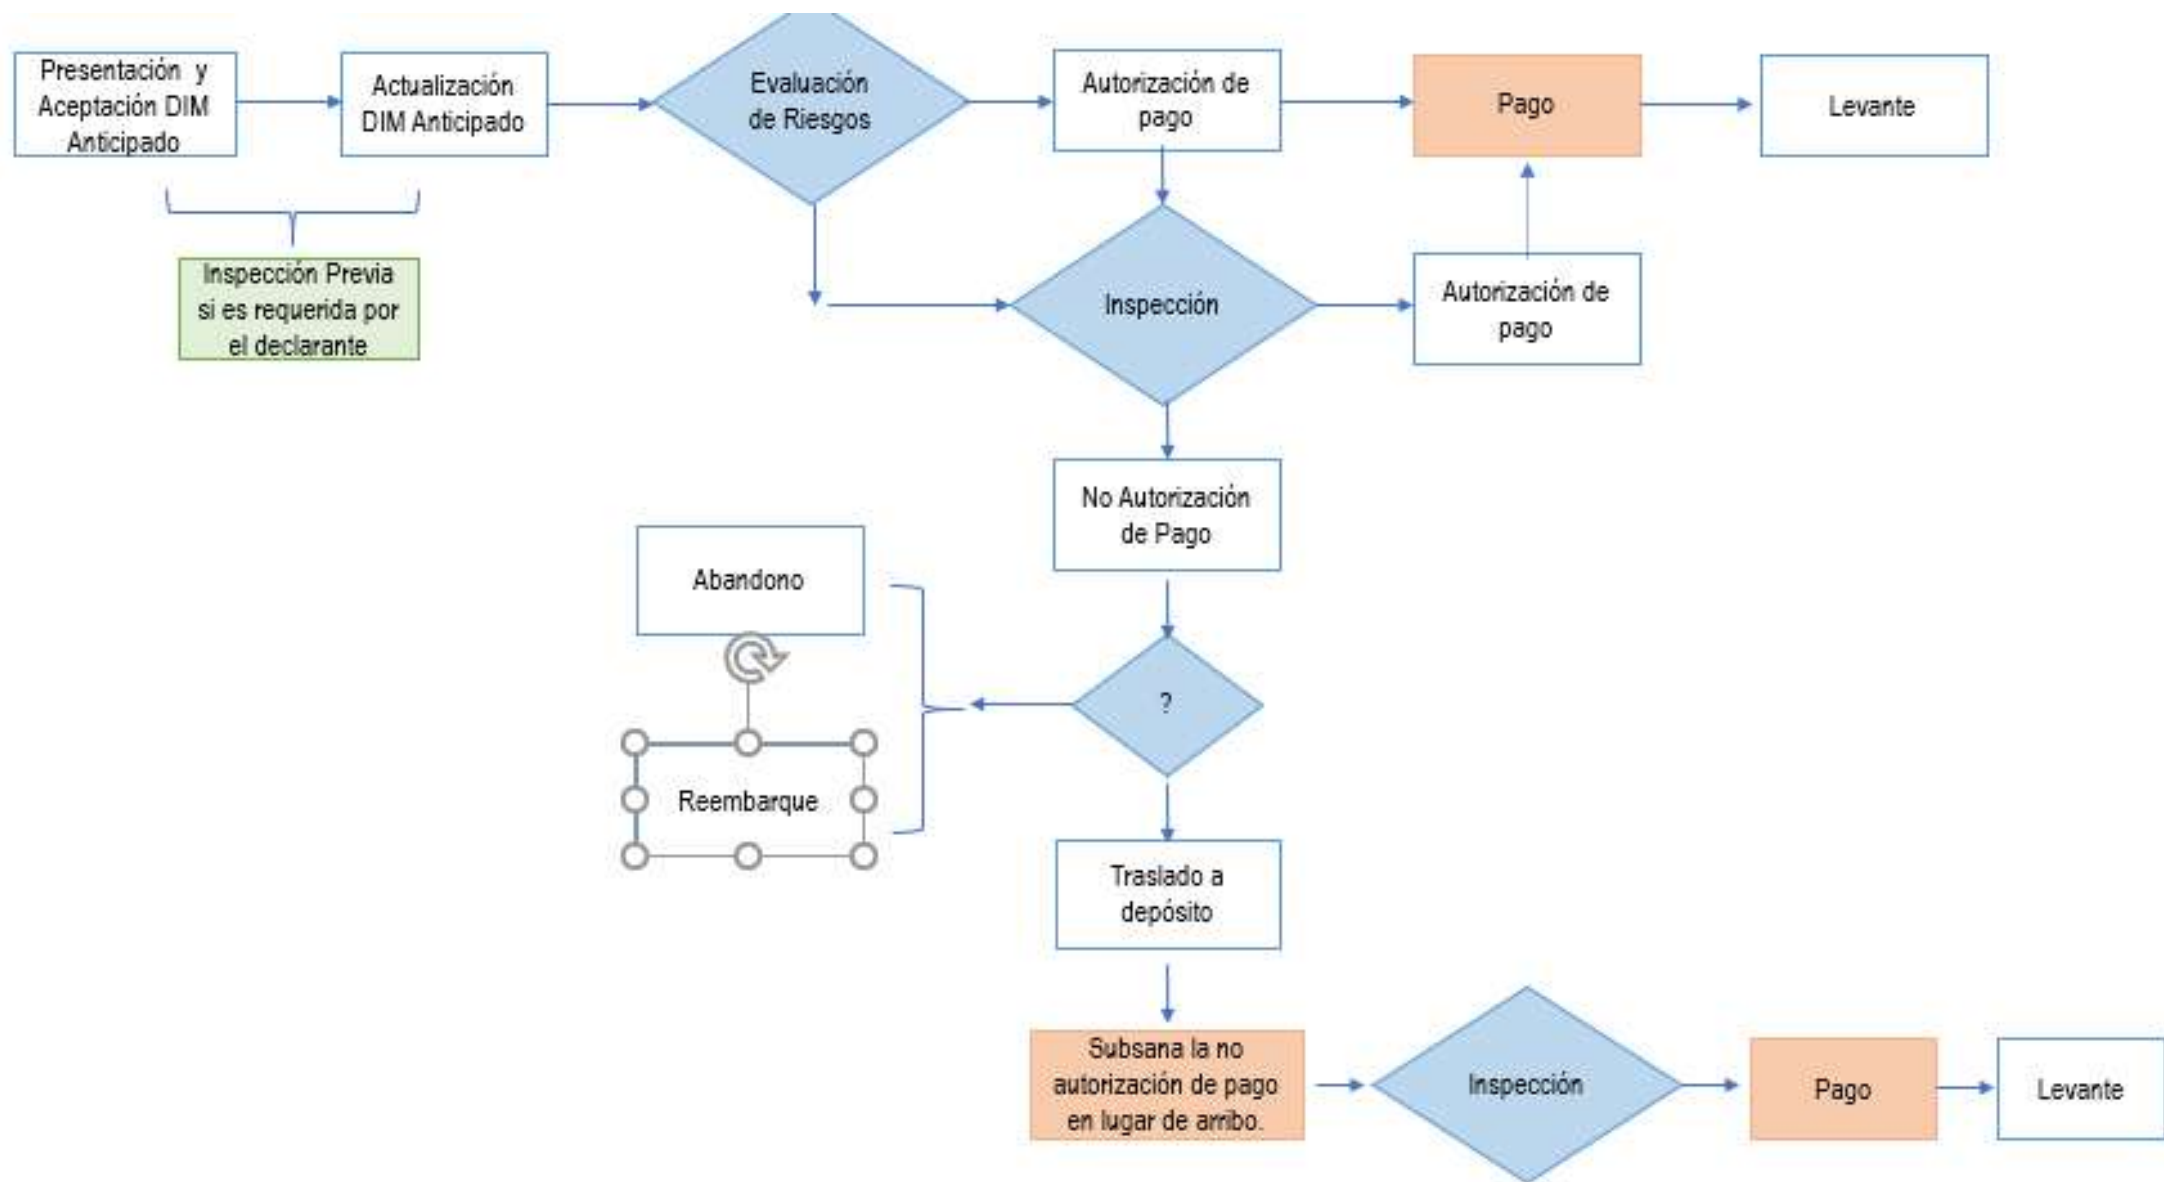 Presentación y
Aceptación DIM
Anticipado
Actualización
DIM Anticipado
Evaluación
de Riesgos
Autorización de
pago
Pago
Levante
Inspección Previa
si es requerida por
el declarante
Inspección
Autorización de
pago
No Autorización
de Pago
Abandono
?
Reembarque
Traslado a
depósito
Subsana la no
autorización de pago
en lugar de arribo.
Inspección
Pago
Levante